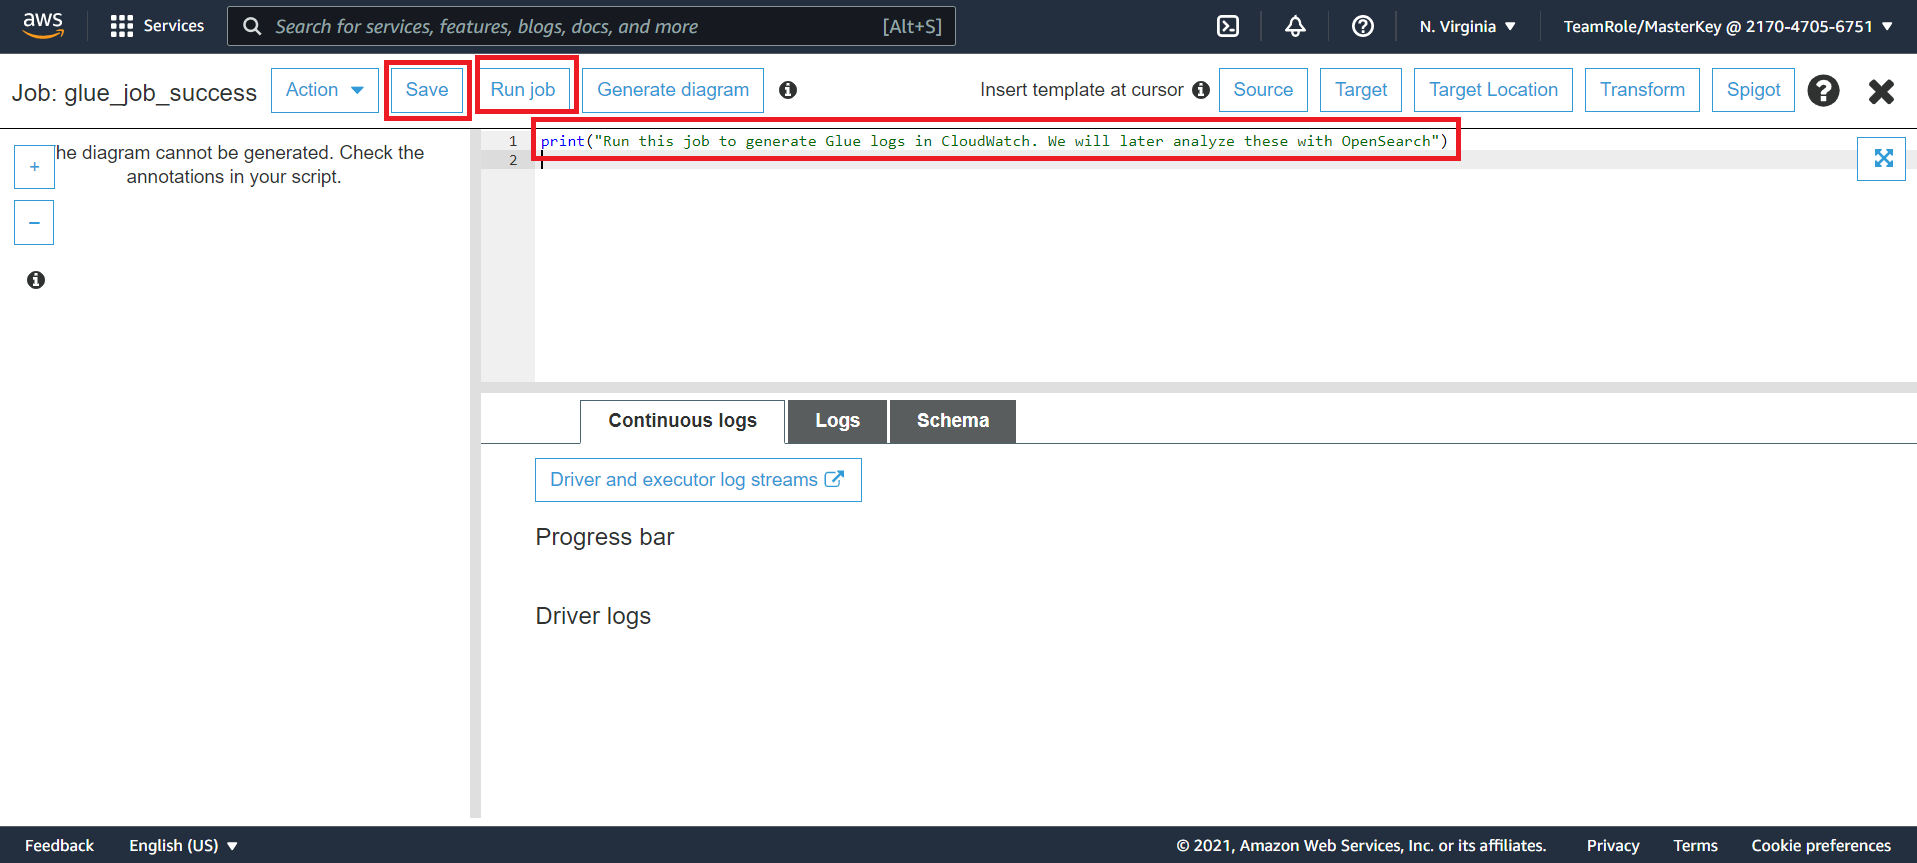 aws Services Search for services, features, blogs, docs, and more [Alt+S] N. Virginia ▼ TeamRole/MasterKey @ 2170-4705-6751 ▼
Job: glue_job_success Action Save Run job Generate diagram Insert template at cursor Source Target Target Location Transform Spigot
he diagram cannot be generated. Check the
annotations in your script.
+
−
1 print("Run this job to generate Glue logs in CloudWatch. We will later analyze these with OpenSearch")
2
Continuous logs Logs Schema
Driver and executor log streams
Progress bar
Driver logs
Feedback English (US) ▼ © 2021, Amazon Web Services, Inc. or its affiliates. Privacy Terms Cookie preferences